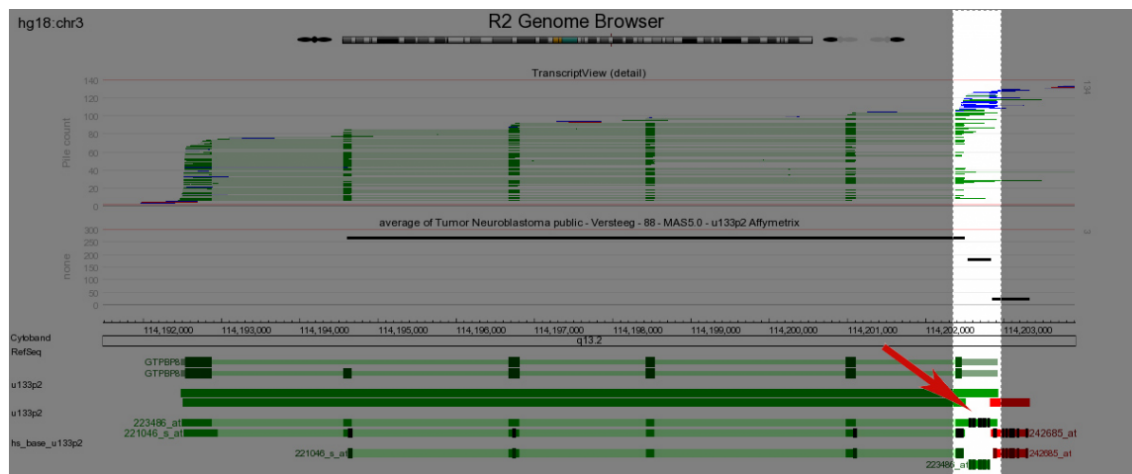 hg18:chr3
R2 Genome Browser
TranscriptView (detail)
140
120
100
80
60
40
20
0
Pile count
134
average of Tumor Neuroblastoma public - Versteeg - 88 - MAS5.0 - u133p2 Affymetrix
300
250
200
150
100
50
0
none
3
114,192,000 114,193,000 114,194,000 114,195,000 114,196,000 114,197,000 114,198,000 114,199,000 114,200,000 114,201,000 114,202,000 114,203,000
Cytoband
q13.2
RefSeq
GTPBP8
GTPBP8
u133p2
u133p2
223486_at
221046_s_at 242685_at
hs_base_u133p2
221046_s_at 242685_at
223486_at